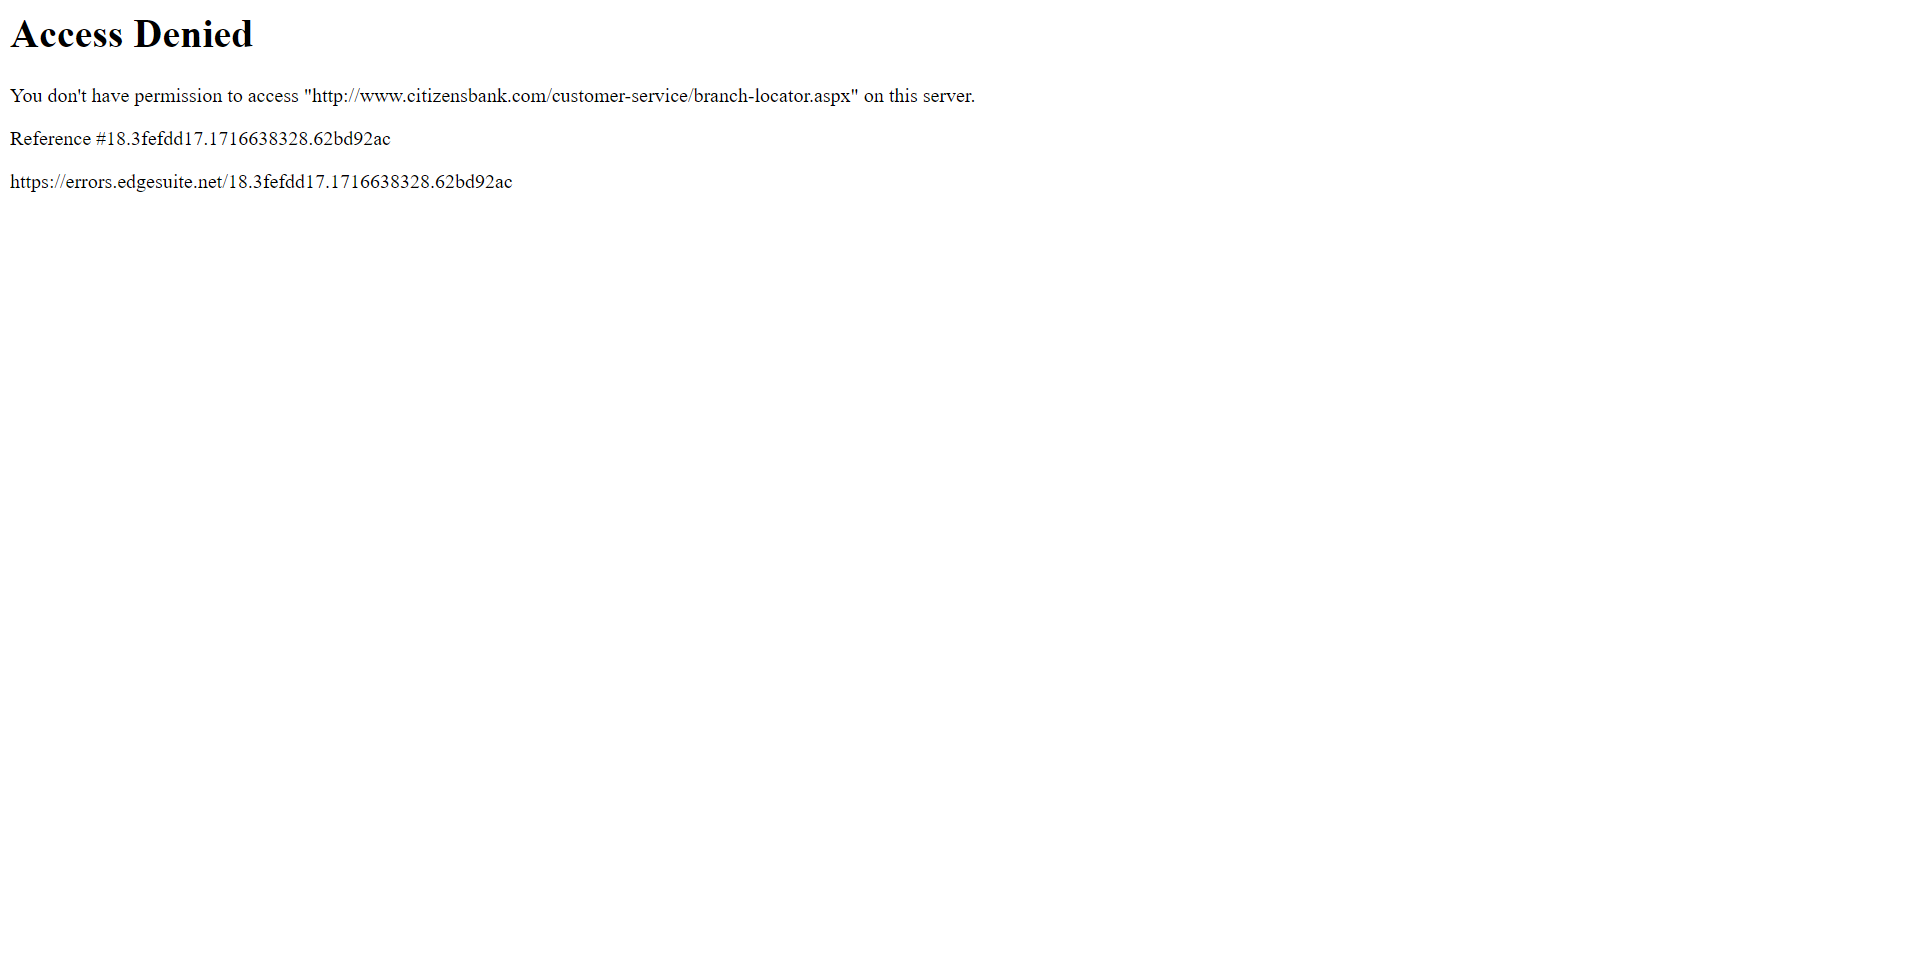 Access Denied
You don't have permission to access "http://www.citizensbank.com/customer-service/branch-locator.aspx" on this server.
Reference #18.3fefdd17.1716638328.62bd92ac
https://errors.edgesuite.net/18.3fefdd17.1716638328.62bd92ac